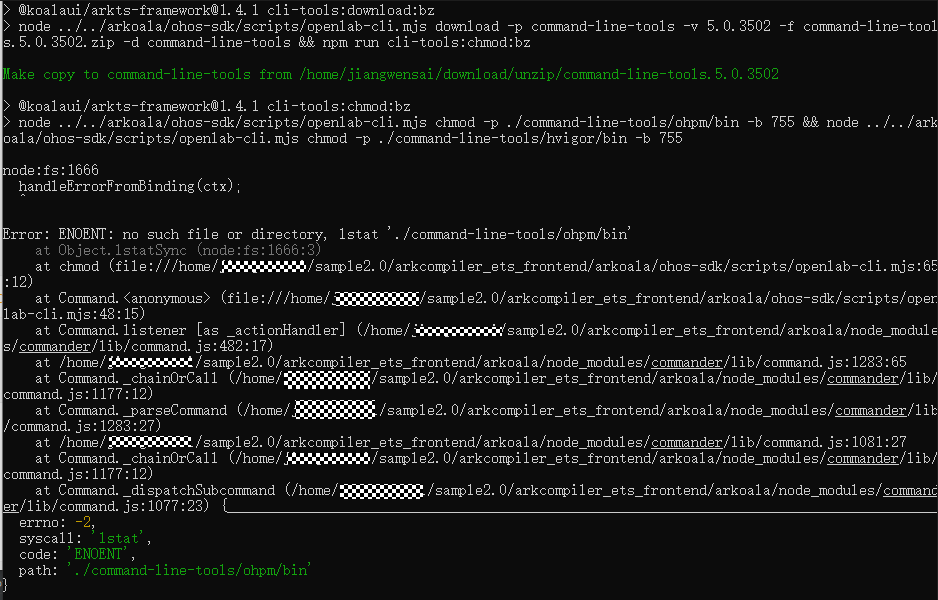 > @koalaui/arkts-framework@1.4.1 cli-tools:download:bz
> node ../../arkoala/ohos-sdk/scripts/openlab-cli.mjs download -p command-line-tools -v 5.0.3502 -f command-line-tool
s.5.0.3502.zip -d command-line-tools && npm run cli-tools:chmod:bz
Make copy to command-line-tools from /home/jiangwensai/download/unzip/command-line-tools.5.0.3502
> @koalaui/arkts-framework@1.4.1 cli-tools:chmod:bz
> node ../../arkoala/ohos-sdk/scripts/openlab-cli.mjs chmod -p ./command-line-tools/ohpm/bin -b 755 && node ../../ark
oala/ohos-sdk/scripts/openlab-cli.mjs chmod -p ./command-line-tools/hvigor/bin -b 755
node:fs:1666
handleErrorFromBinding(ctx);
^
Error: ENOENT: no such file or directory, lstat './command-line-tools/ohpm/bin'
at Object.lstatSync (node:fs:1666:3)
at chmod (file:///home/ /sample2.0/arkcompiler_ets_frontend/arkoala/ohos-sdk/scripts/openlab-cli.mjs:65
:12)
at Command.<anonymous> (file:///home/ /sample2.0/arkcompiler_ets_frontend/arkoala/ohos-sdk/scripts/open
lab-cli.mjs:48:15)
at Command.listener [as _actionHandler] (/home/ /sample2.0/arkcompiler_ets_frontend/arkoala/node_module
s/commander/lib/command.js:482:17)
at /home/ /sample2.0/arkcompiler_ets_frontend/arkoala/node_modules/commander/lib/command.js:1283:65
at Command._chainOrCall (/home/ /sample2.0/arkcompiler_ets_frontend/arkoala/node_modules/commander/lib/
command.js:1177:12)
at Command._parseCommand (/home/ /sample2.0/arkcompiler_ets_frontend/arkoala/node_modules/commander/lib
/command.js:1283:27)
at /home/ /sample2.0/arkcompiler_ets_frontend/arkoala/node_modules/commander/lib/command.js:1081:27
at Command._chainOrCall (/home/ /sample2.0/arkcompiler_ets_frontend/arkoala/node_modules/commander/lib/
command.js:1177:12)
at Command._dispatchSubcommand (/home/ /sample2.0/arkcompiler_ets_frontend/arkoala/node_modules/command
er/lib/command.js:1077:23) {
errno: -2,
syscall: 'lstat',
code: 'ENOENT',
path: './command-line-tools/ohpm/bin'
}